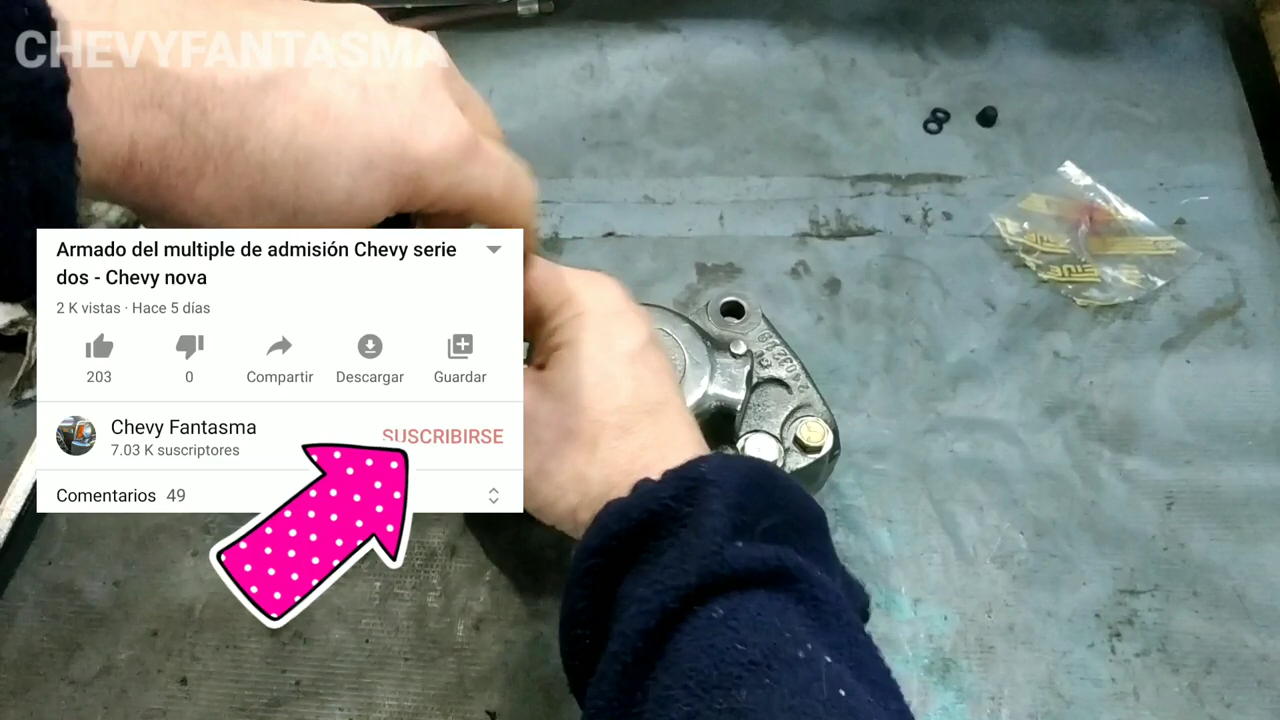 CHEVYFANTASMA
Armado del multiple de admisión Chevy serie
dos - Chevy nova
2 K vistas · Hace 5 días
203
0
Compartir
Descargar
Guardar
Chevy Fantasma
SUSCRIBIRSE
7.03 K suscriptores
Comentarios 49